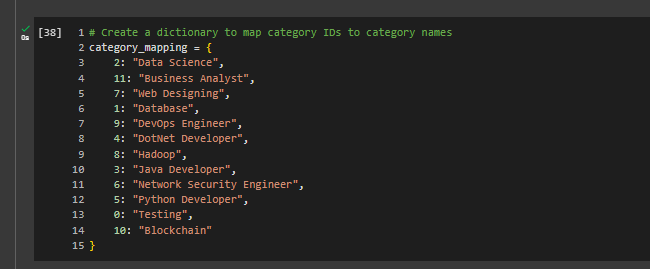 [38] 1 # Create a dictionary to map category IDs to category names
0s 2 category_mapping = {
3 2: "Data Science",
4 11: "Business Analyst",
5 7: "Web Designing",
6 1: "Database",
7 9: "DevOps Engineer",
8 4: "DotNet Developer",
9 8: "Hadoop",
10 3: "Java Developer",
11 6: "Network Security Engineer",
12 5: "Python Developer",
13 0: "Testing",
14 10: "Blockchain"
15 }